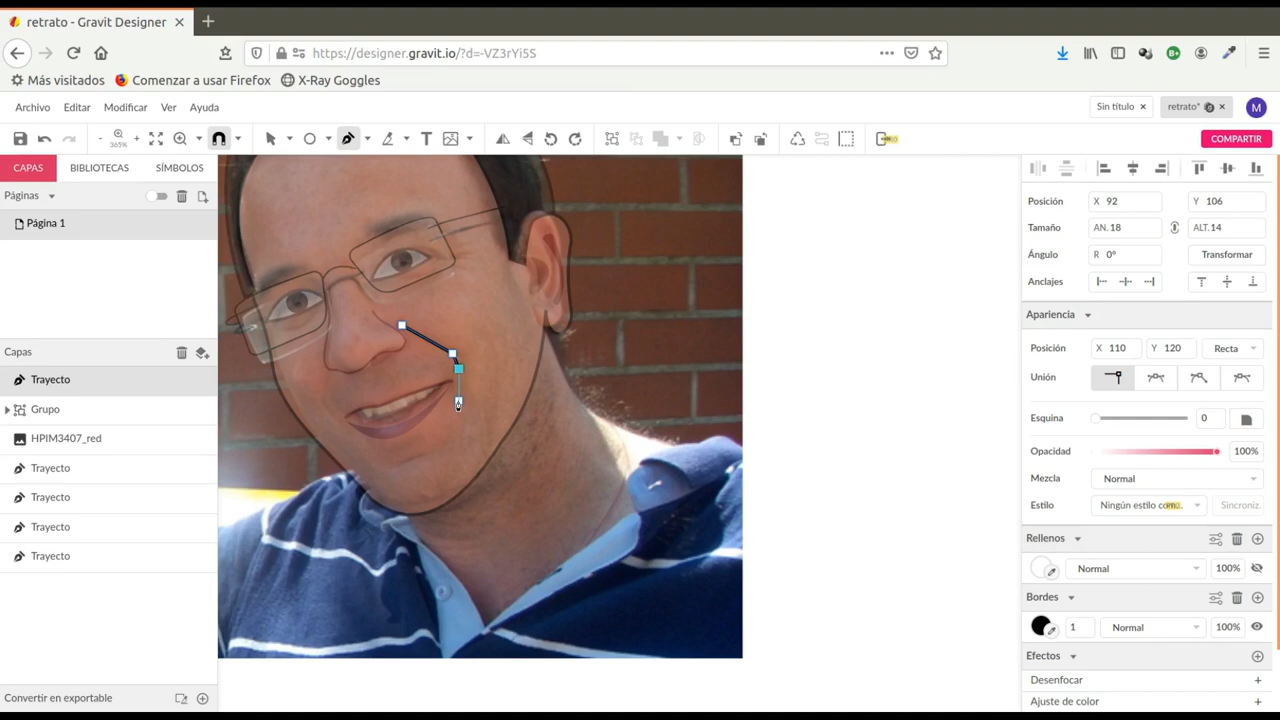 retrato - Gravit Designer
https://designer.gravit.io/?d=-VZ3rYi5S
Más visitados Comenzar a usar Firefox X-Ray Goggles
Archivo Editar Modificar Ver Ayuda
Sin título retrato* M
- + 365%
COMPARTIR
CAPAS BIBLIOTECAS SÍMBOLOS
Páginas
Página 1
Capas
Trayecto
Grupo
HPIM3407_red
Trayecto
Trayecto
Trayecto
Trayecto
Convertir en exportable
Posición X 92 Y 106
Tamaño AN. 18 ALT. 14
Ángulo R 0° Transformar
Anclajes
Apariencia
Posición X 110 Y 120 Recta
Unión
Esquina 0
Opacidad 100%
Mezcla Normal
Estilo Ningún estilo Sincroniz.
Rellenos
Normal 100%
Bordes
1 Normal 100%
Efectos
Desenfocar +
Ajuste de color +